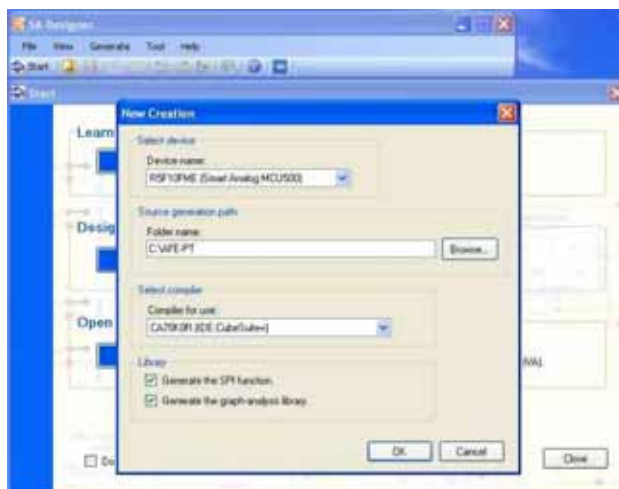 SA Designer
File View Generate Tool Help
Start
Start
Learn
Desig
Open
New Creation
Select device
Device name:
R5F10FME (Smart Analog MCU500)
Source generation path
Folder name:
C:\AFE-PT
Browse...
Select compiler
Compiler for use:
CA78K0R (IDE:CubeSuite+)
Library
Generate the SPI function.
Generate the graph-analysis library.
OK Cancel
Do
Close